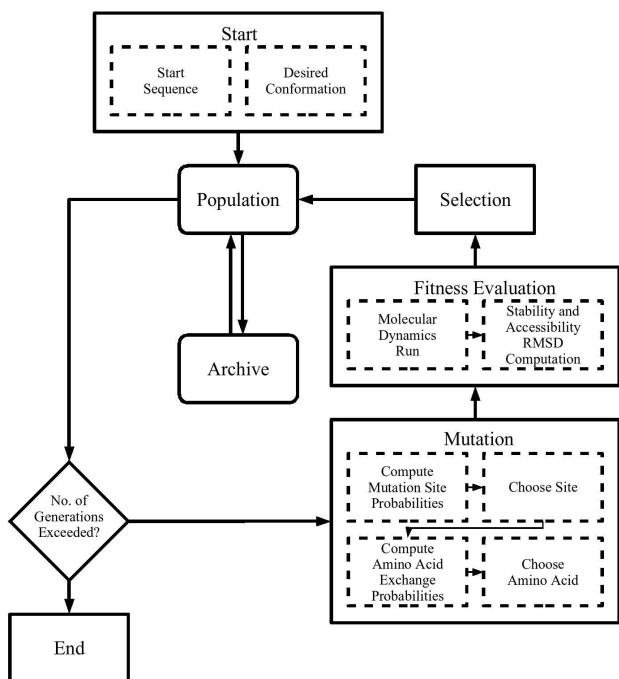 Start
Start
Sequence
Desired
Conformation
Population
Selection
Archive
Fitness Evaluation
Molecular
Dynamics
Run
Stability and
Accessibility
RMSD
Computation
Mutation
Compute
Mutation Site
Probabilities
Choose Site
Compute
Amino Acid
Exchange
Probabilities
Choose
Amino Acid
No. of
Generations
Exceeded?
End